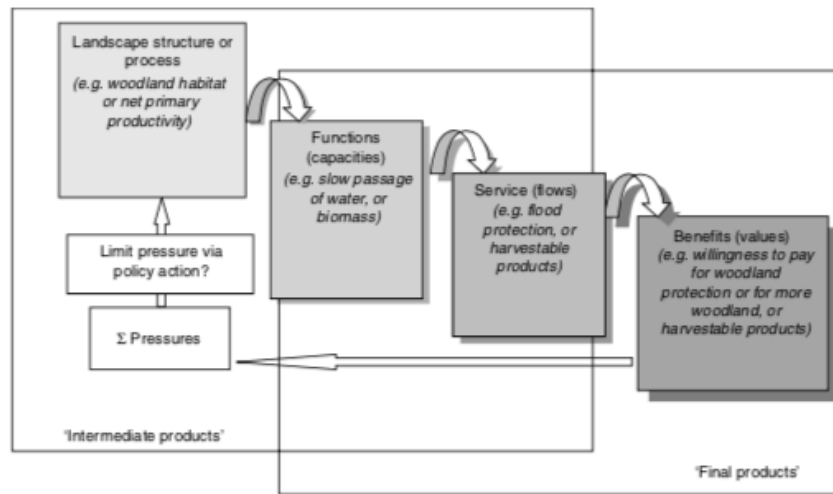 Landscape structure or
process
(e.g. woodland habitat
or net primary
productivity)
Functions
(capacities)
(e.g. slow passage
of water, or
biomass)
Service (flows)
(e.g. flood
protection, or
harvestable
products)
Benefits (values)
(e.g. willingness to pay
for woodland
protection or for more
woodland, or
harvestable products)
Limit pressure via
policy action?
Σ Pressures
'Intermediate products'
'Final products'